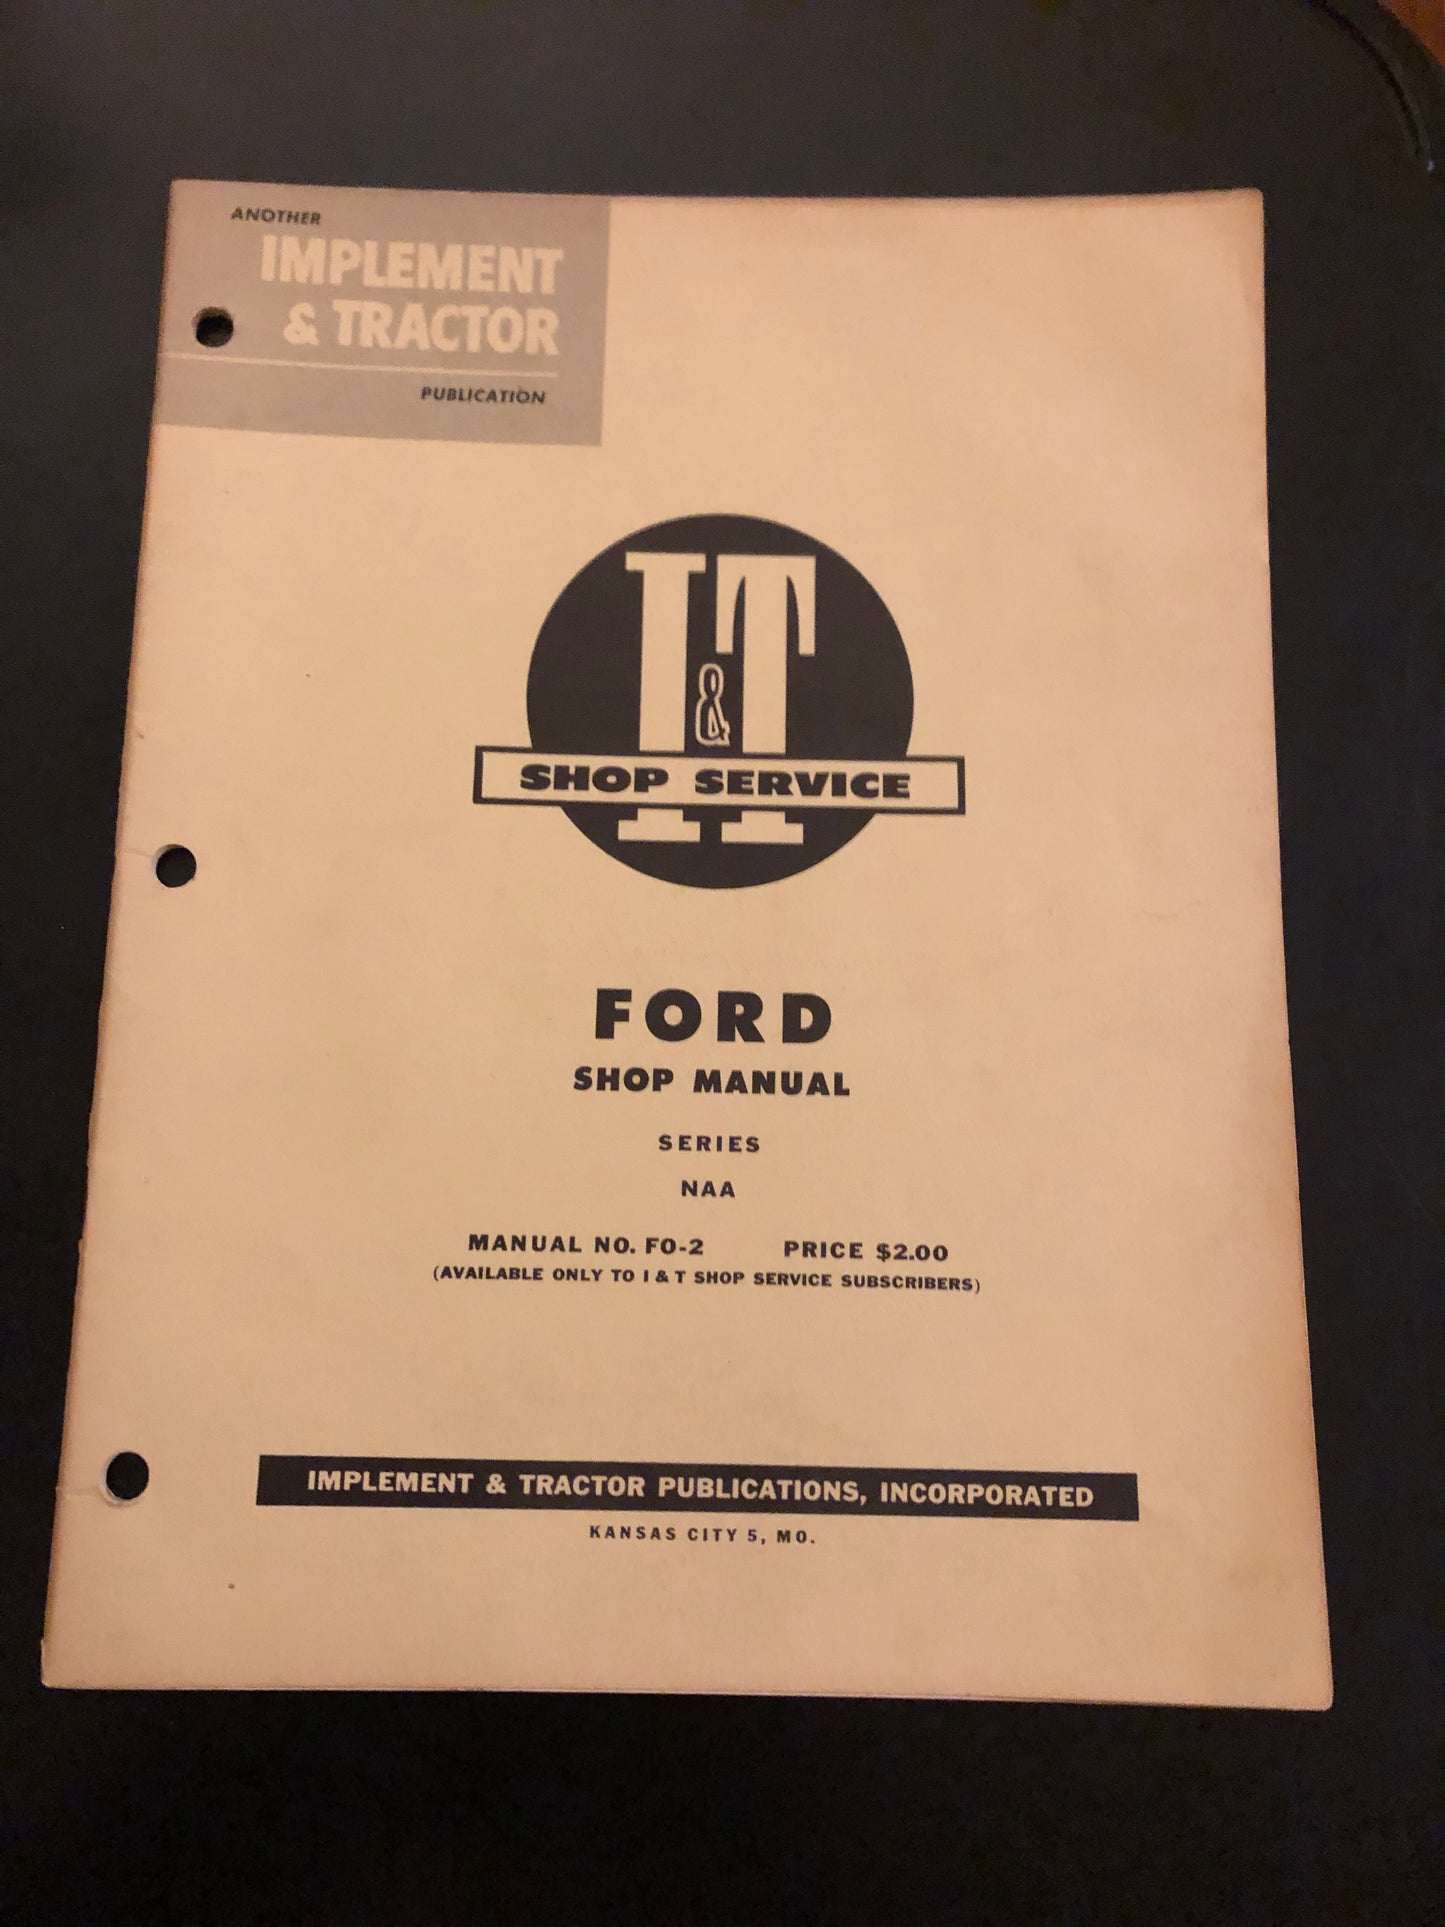 ANOTHER
IMPLEMENT
& TRACTOR
PUBLICATION
I&T
SHOP SERVICE
FORD
SHOP MANUAL
SERIES
NAA
MANUAL NO. FO-2 PRICE $2.00
(AVAILABLE ONLY TO I & T SHOP SERVICE SUBSCRIBERS)
IMPLEMENT & TRACTOR PUBLICATIONS, INCORPORATED
KANSAS CITY 5, MO.